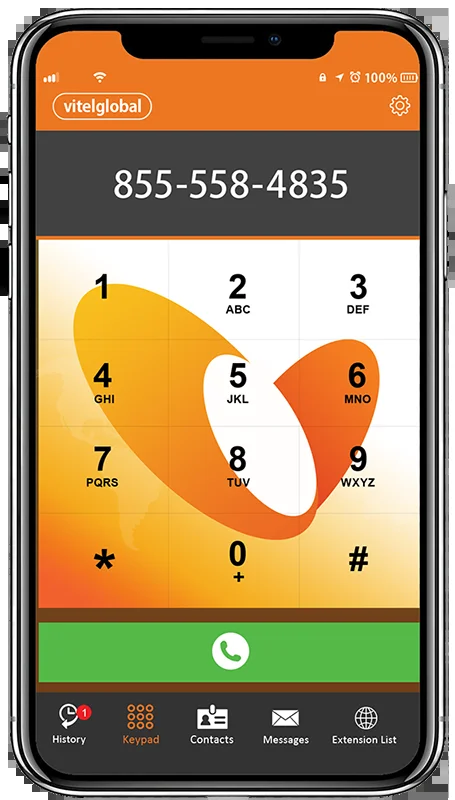 100%
vitelglobal
855-558-4835
1 2 3
ABC DEF
4 5 6
GHI JKL MNO
7 8 9
PQRS TUV WXYZ
* 0 #
+
1
History Keypad Contacts Messages Extension List